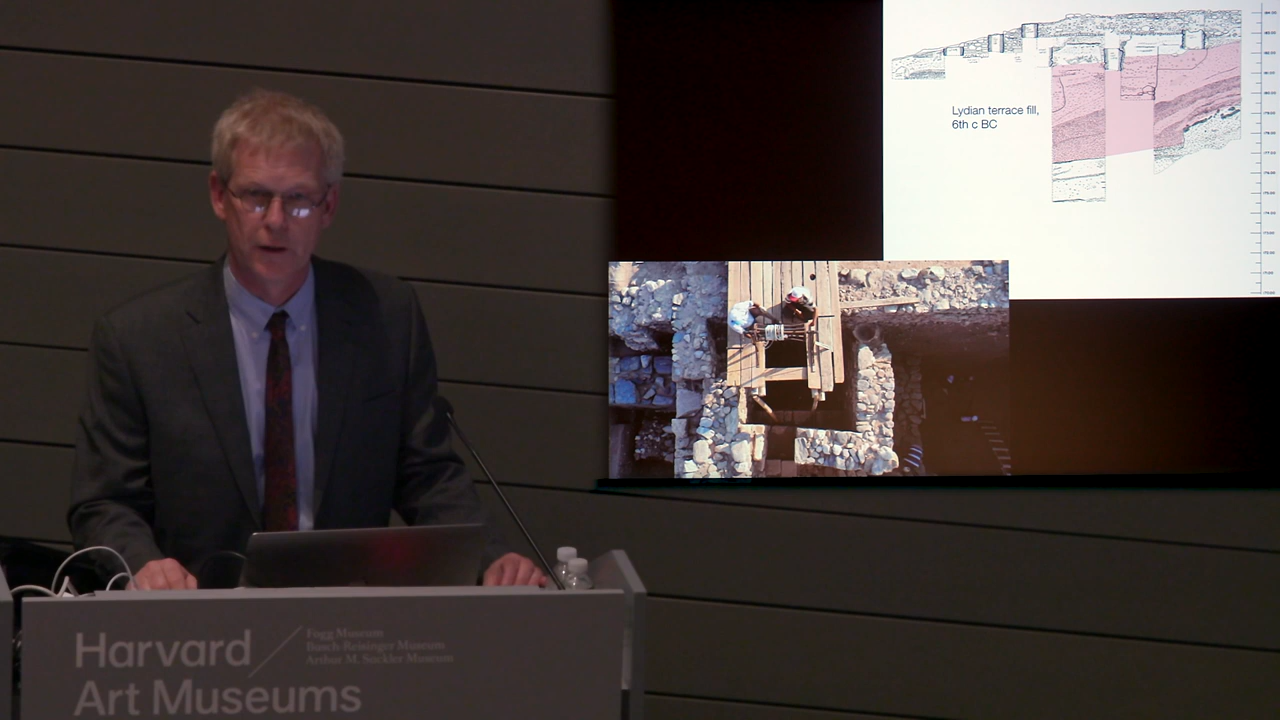 Lydian terrace fill,
6th c BC
Harvard
Art Museums
Fogg Museum
Busch-Reisinger Museum
Arthur M. Sackler Museum